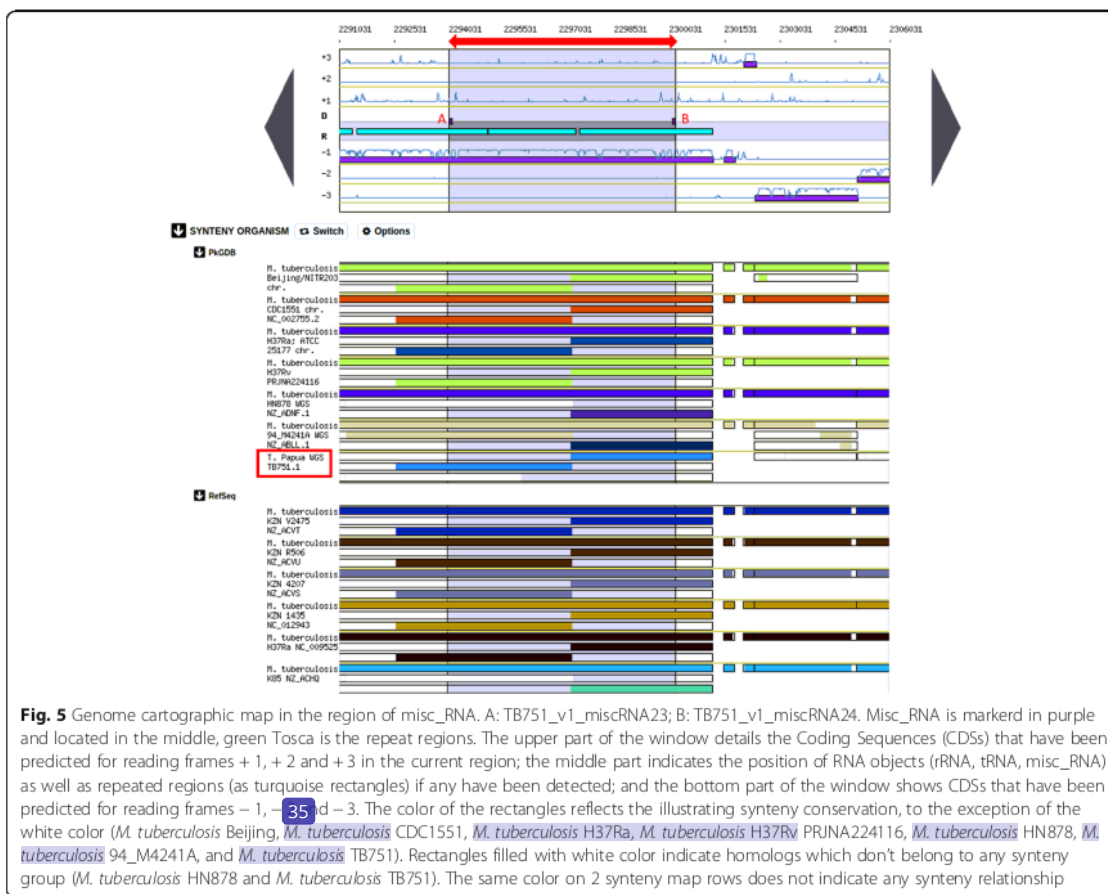 2291031 2292531 2294031 2295531 2297031 2298531 2300031 2301531 2303031 2304531 2306031
+3
+2
+1
D
A B
R
-1
-2
-3
SYNTENY ORGANISM Switch Options
PkGDB
M. tuberculosis
Beijing/NITR203
chr.
M. tuberculosis
CDC1551 chr.
NC_002755.2
M. tuberculosis
H37Ra; ATCC
25177 chr.
M. tuberculosis
H37Rv
PRJNA224116
M. tuberculosis
HN878 WGS
NZ_ADNF.1
M. tuberculosis
94_M4241A WGS
NZ_ABLL.1
T. Papua WGS
TB751.1
RefSeq
M. tuberculosis
KZN V2475
NZ_ACVT
M. tuberculosis
KZN R506
NZ_ACVU
M. tuberculosis
KZN 4207
NZ_ACVS
M. tuberculosis
KZN 1435
NC_012943
M. tuberculosis
H37Ra NC_009525
M. tuberculosis
K85 NZ_ACHQ
Fig. 5 Genome cartographic map in the region of misc_RNA. A: TB751_v1_miscRNA23; B: TB751_v1_miscRNA24. Misc_RNA is markerd in purple
and located in the middle, green Tosca is the repeat regions. The upper part of the window details the Coding Sequences (CDSs) that have been
predicted for reading frames + 1, + 2 and + 3 in the current region; the middle part indicates the position of RNA objects (rRNA, tRNA, misc_RNA)
as well as repeated regions (as turquoise rectangles) if any have been detected; and the bottom part of the window shows CDSs that have been
predicted for reading frames − 1, − 35 nd − 3. The color of the rectangles reflects the illustrating synteny conservation, to the exception of the
white color (M. tuberculosis Beijing, M. tuberculosis CDC1551, M. tuberculosis H37Ra, M. tuberculosis H37Rv PRJNA224116, M. tuberculosis HN878, M.
tuberculosis 94_M4241A, and M. tuberculosis TB751). Rectangles filled with white color indicate homologs which don't belong to any synteny
group (M. tuberculosis HN878 and M. tuberculosis TB751). The same color on 2 synteny map rows does not indicate any synteny relationship